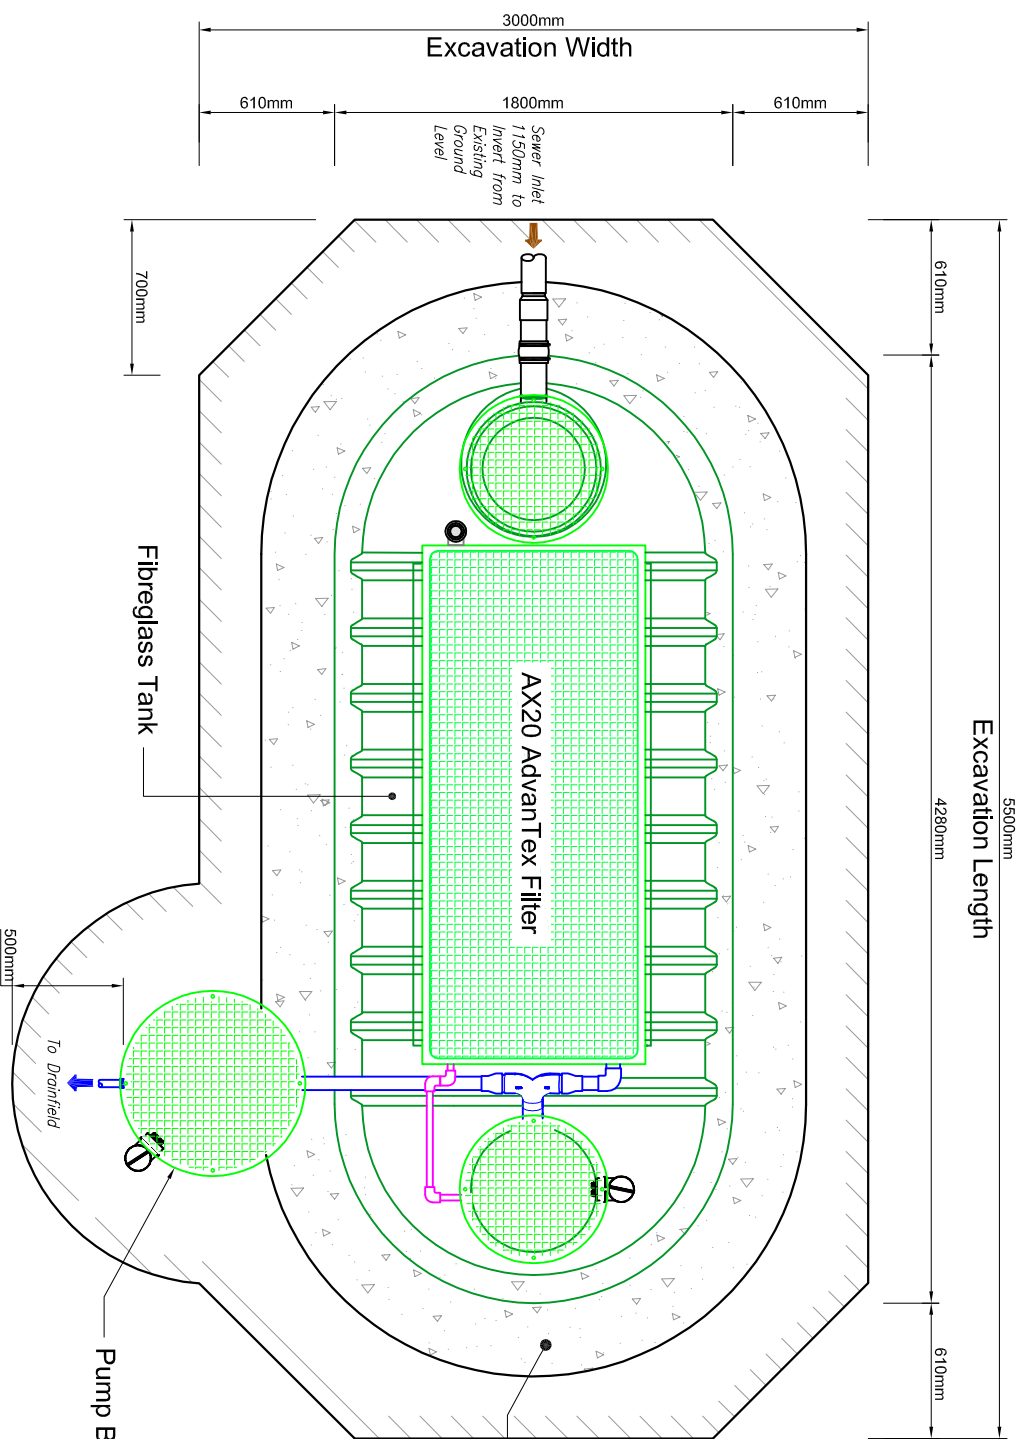 3000mm
Excavation Width
610mm
1800mm
610mm
Sewer Inlet
1150mm to
Invert from
Existing
Ground
Level
700mm
610mm
5500mm
Excavation Length
4280mm
610mm
Fibreglass Tank
AX20 AdvanTex Filter
500mm
To Drainfield
Pump B